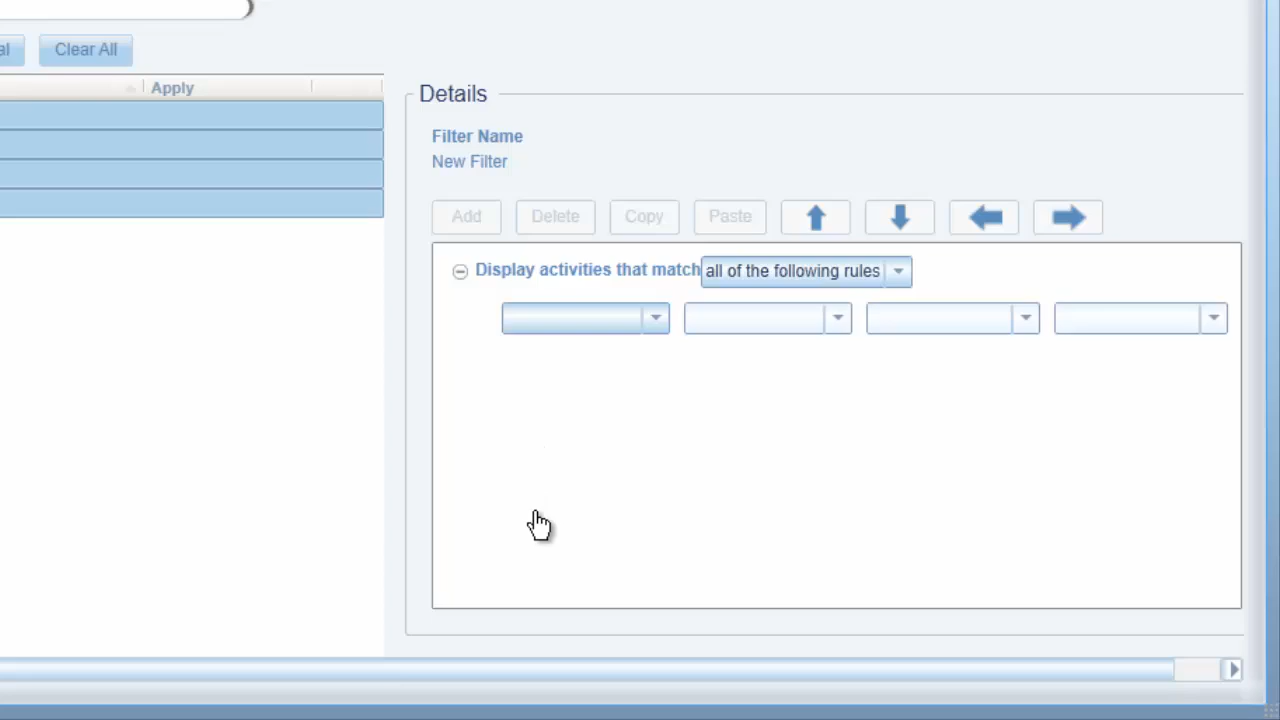 al
Clear All
Apply
Details
Filter Name
New Filter
Add
Delete
Copy
Paste
Display activities that match all of the following rules